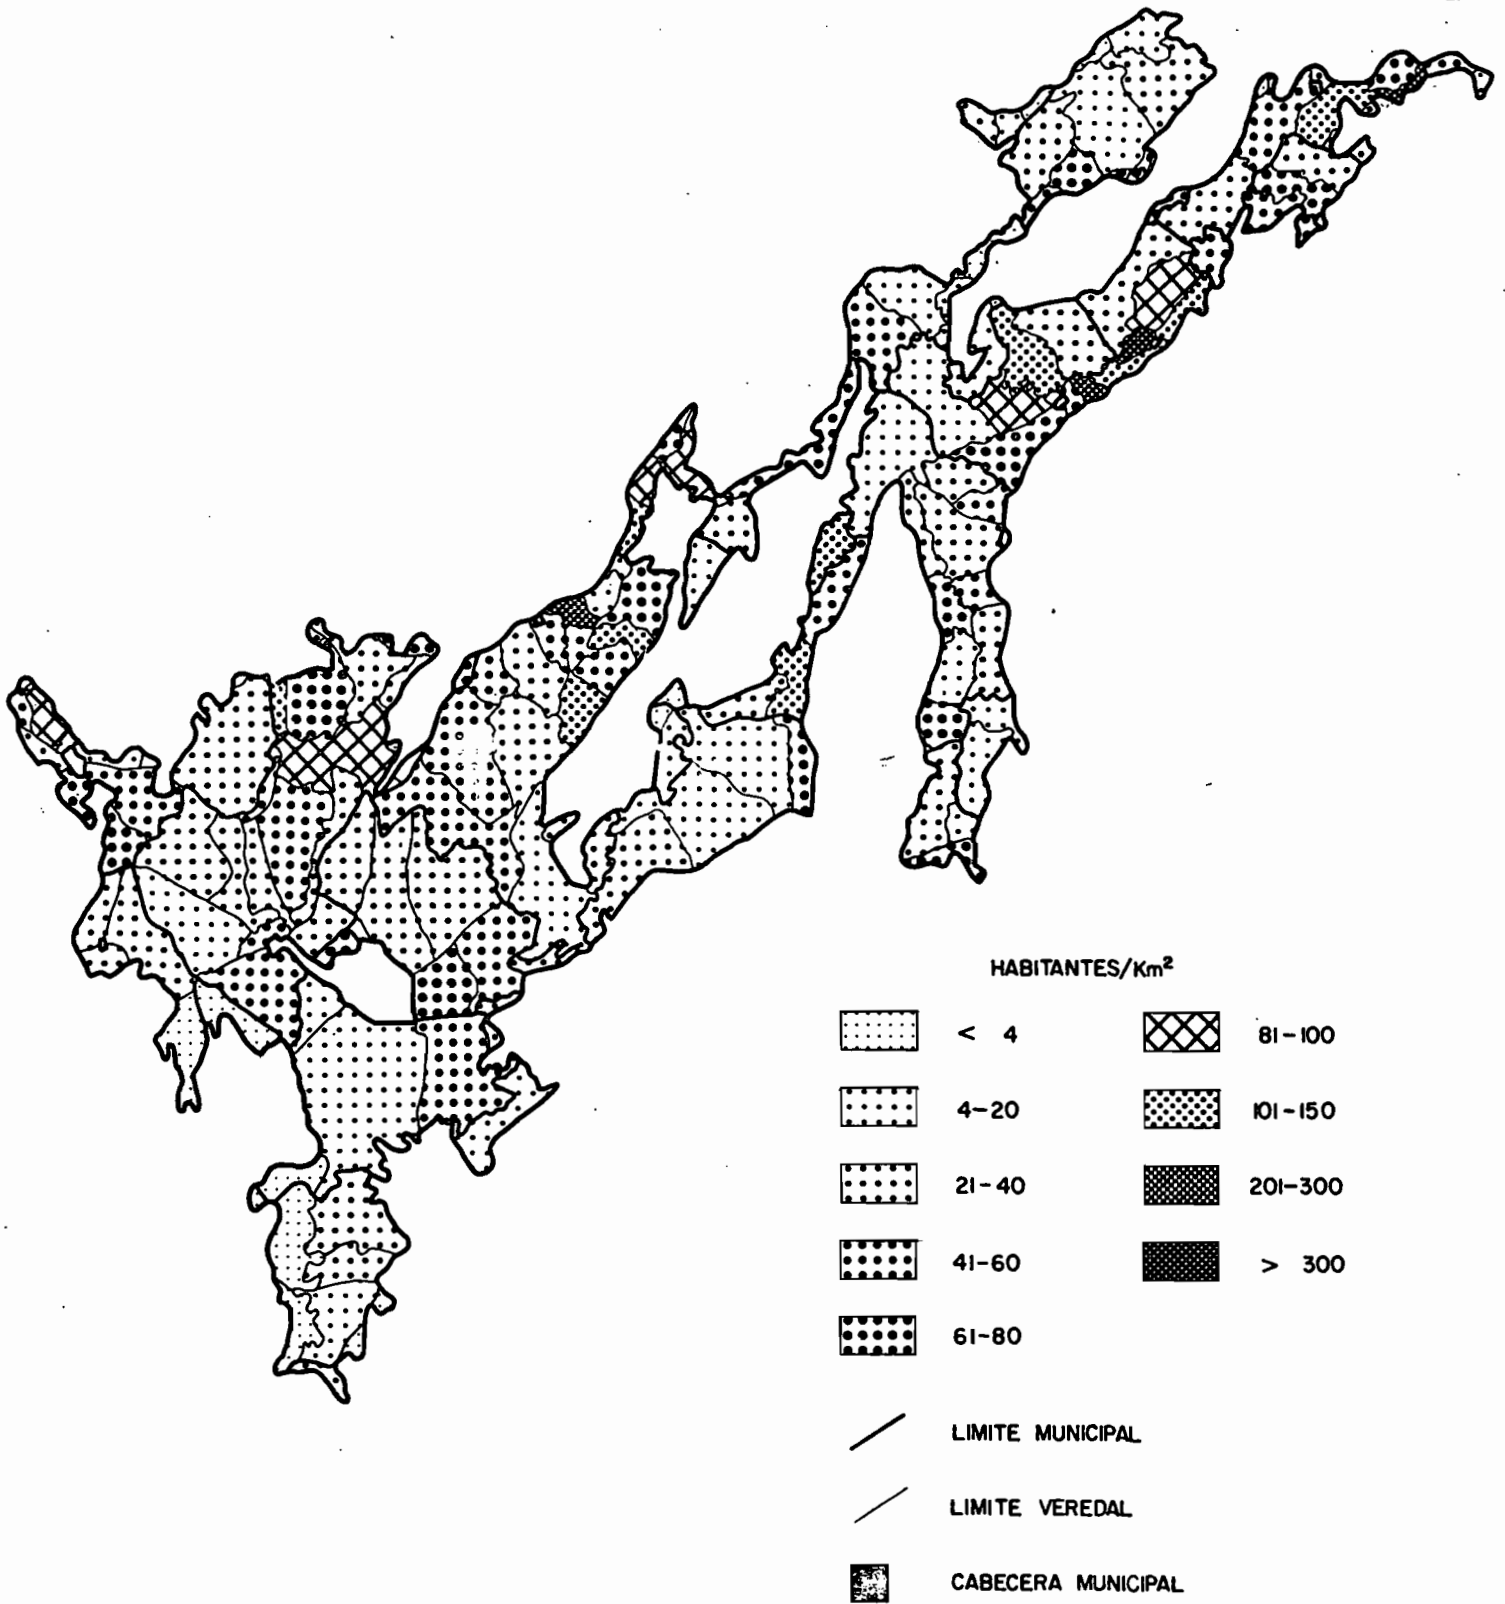 HABITANTES/Km²
< 4
4-20
21-40
41-60
61-80
81-100
101-150
201-300
> 300
LIMITE MUNICIPAL
LIMITE VEREDAL
CABECERA MUNICIPAL